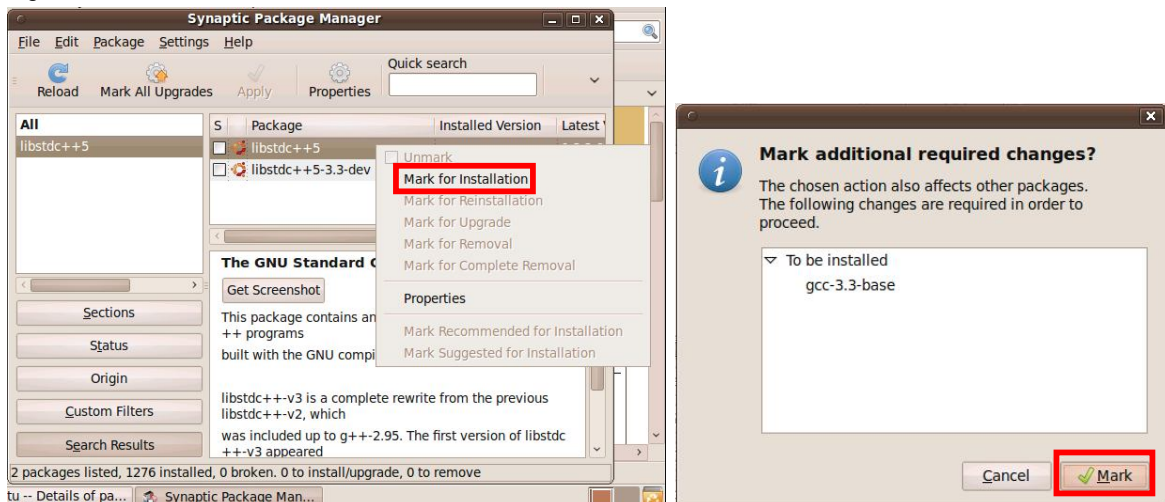 Synaptic Package Manager
File Edit Package Settings Help
Quick search
Reload Mark All Upgrades Apply Properties
All
libstdc++5
S Package Installed Version Latest
libstdc++5
libstdc++5-3.3-dev
Unmark
Mark for Installation
Mark for Reinstallation
Mark for Upgrade
Mark for Removal
Mark for Complete Removal
Properties
Mark Recommended for Installation
Mark Suggested for Installation
The GNU Standard
Get Screenshot
This package contains an
++ programs
built with the GNU compi
libstdc++-v3 is a complete rewrite from the previous
libstdc++-v2, which
was included up to g++-2.95. The first version of libstdc
++-v3 appeared
Sections
Status
Origin
Custom Filters
Search Results
2 packages listed, 1276 installed, 0 broken. 0 to install/upgrade, 0 to remove
tu -- Details of pa... Synaptic Package Man...
Mark additional required changes?
The chosen action also affects other packages.
The following changes are required in order to
proceed.
To be installed
gcc-3.3-base
Cancel Mark